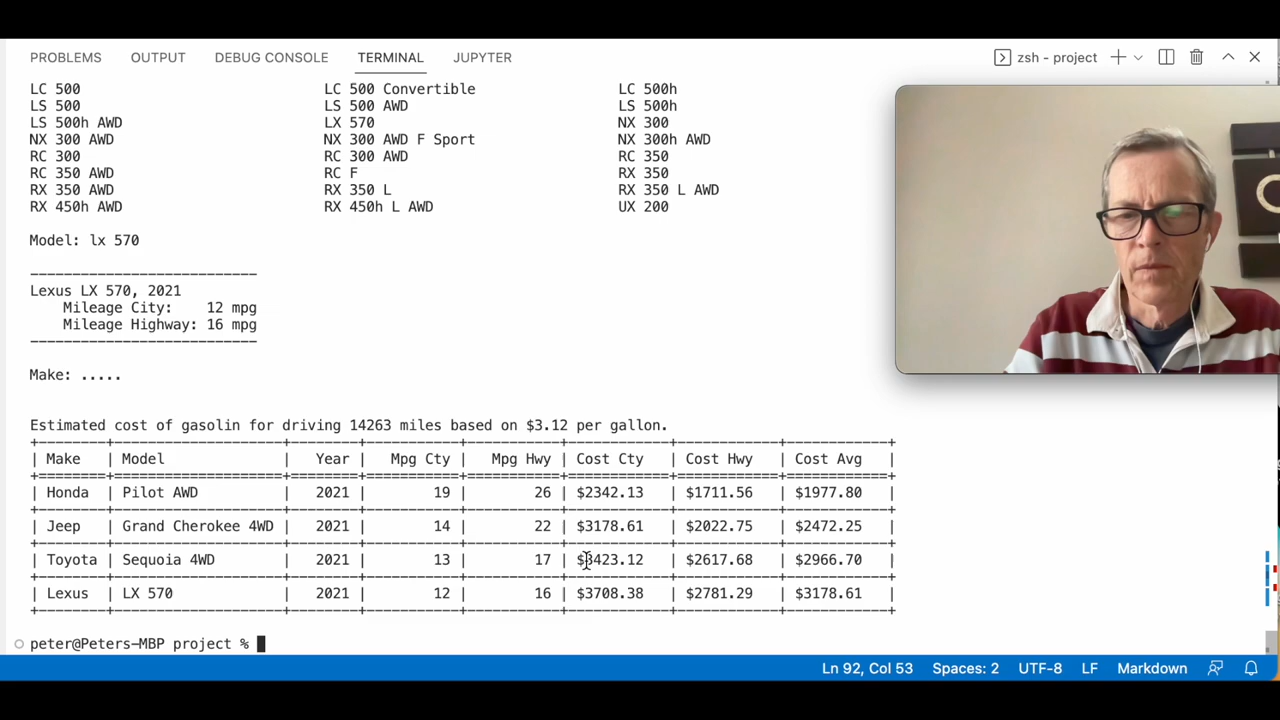 PROBLEMS OUTPUT DEBUG CONSOLE TERMINAL JUPYTER zsh - project
LC 500 LC 500 Convertible LC 500h
LS 500 LS 500 AWD LS 500h
LS 500h AWD LX 570 NX 300
NX 300 AWD NX 300 AWD F Sport NX 300h AWD
RC 300 RC 300 AWD RC 350
RC 350 AWD RC F RX 350
RX 350 AWD RX 350 L RX 350 L AWD
RX 450h AWD RX 450h L AWD UX 200
Model: lx 570
---------------------------
Lexus LX 570, 2021
Mileage City: 12 mpg
Mileage Highway: 16 mpg
---------------------------
Make: .....
Estimated cost of gasolin for driving 14263 miles based on $3.12 per gallon.
| Make | Model | Year | Mpg Cty | Mpg Hwy | Cost Cty | Cost Hwy | Cost Avg |
| Honda | Pilot AWD | 2021 | 19 | 26 | $2342.13 | $1711.56 | $1977.80 |
| Jeep | Grand Cherokee 4WD | 2021 | 14 | 22 | $3178.61 | $2022.75 | $2472.25 |
| Toyota | Sequoia 4WD | 2021 | 13 | 17 | $3423.12 | $2617.68 | $2966.70 |
| Lexus | LX 570 | 2021 | 12 | 16 | $3708.38 | $2781.29 | $3178.61 |
peter@Peters-MBP project %
Ln 92, Col 53 Spaces: 2 UTF-8 LF Markdown